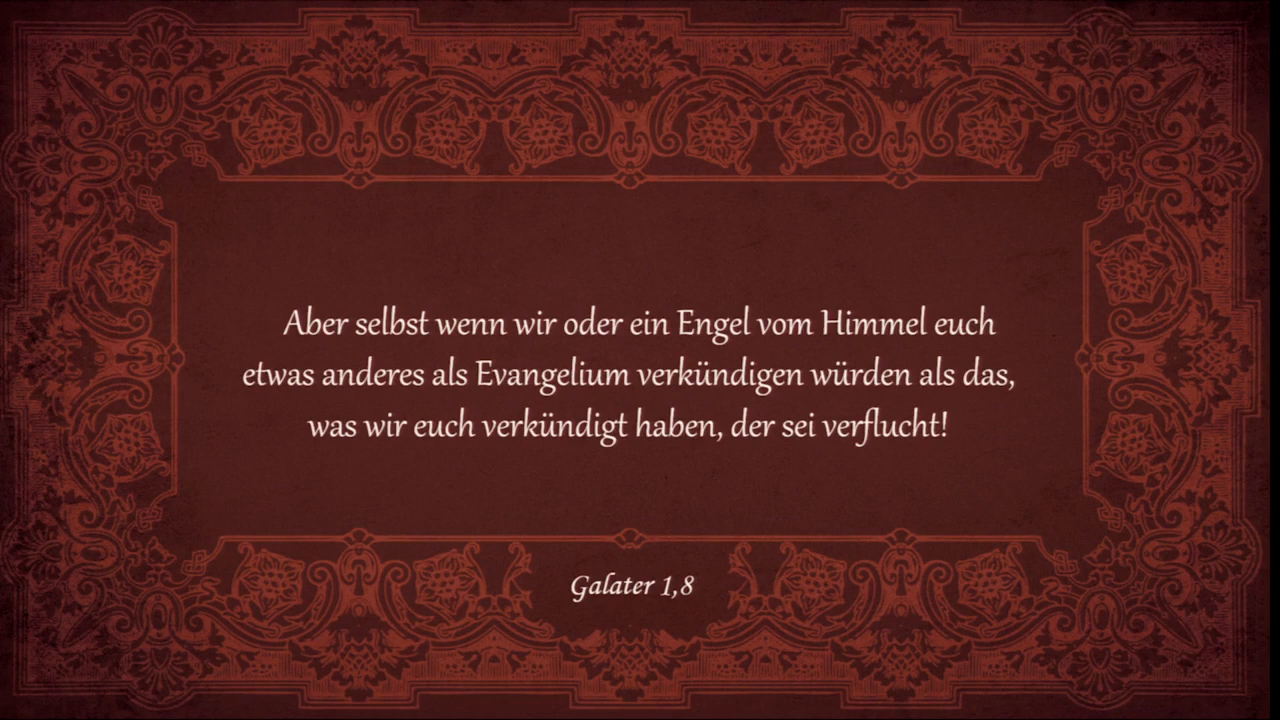 Aber selbst wenn wir oder ein Engel vom Himmel euch
etwas anderes als Evangelium verkündigen würden als das,
was wir euch verkündigt haben, der sei verflucht!
Galater 1,8